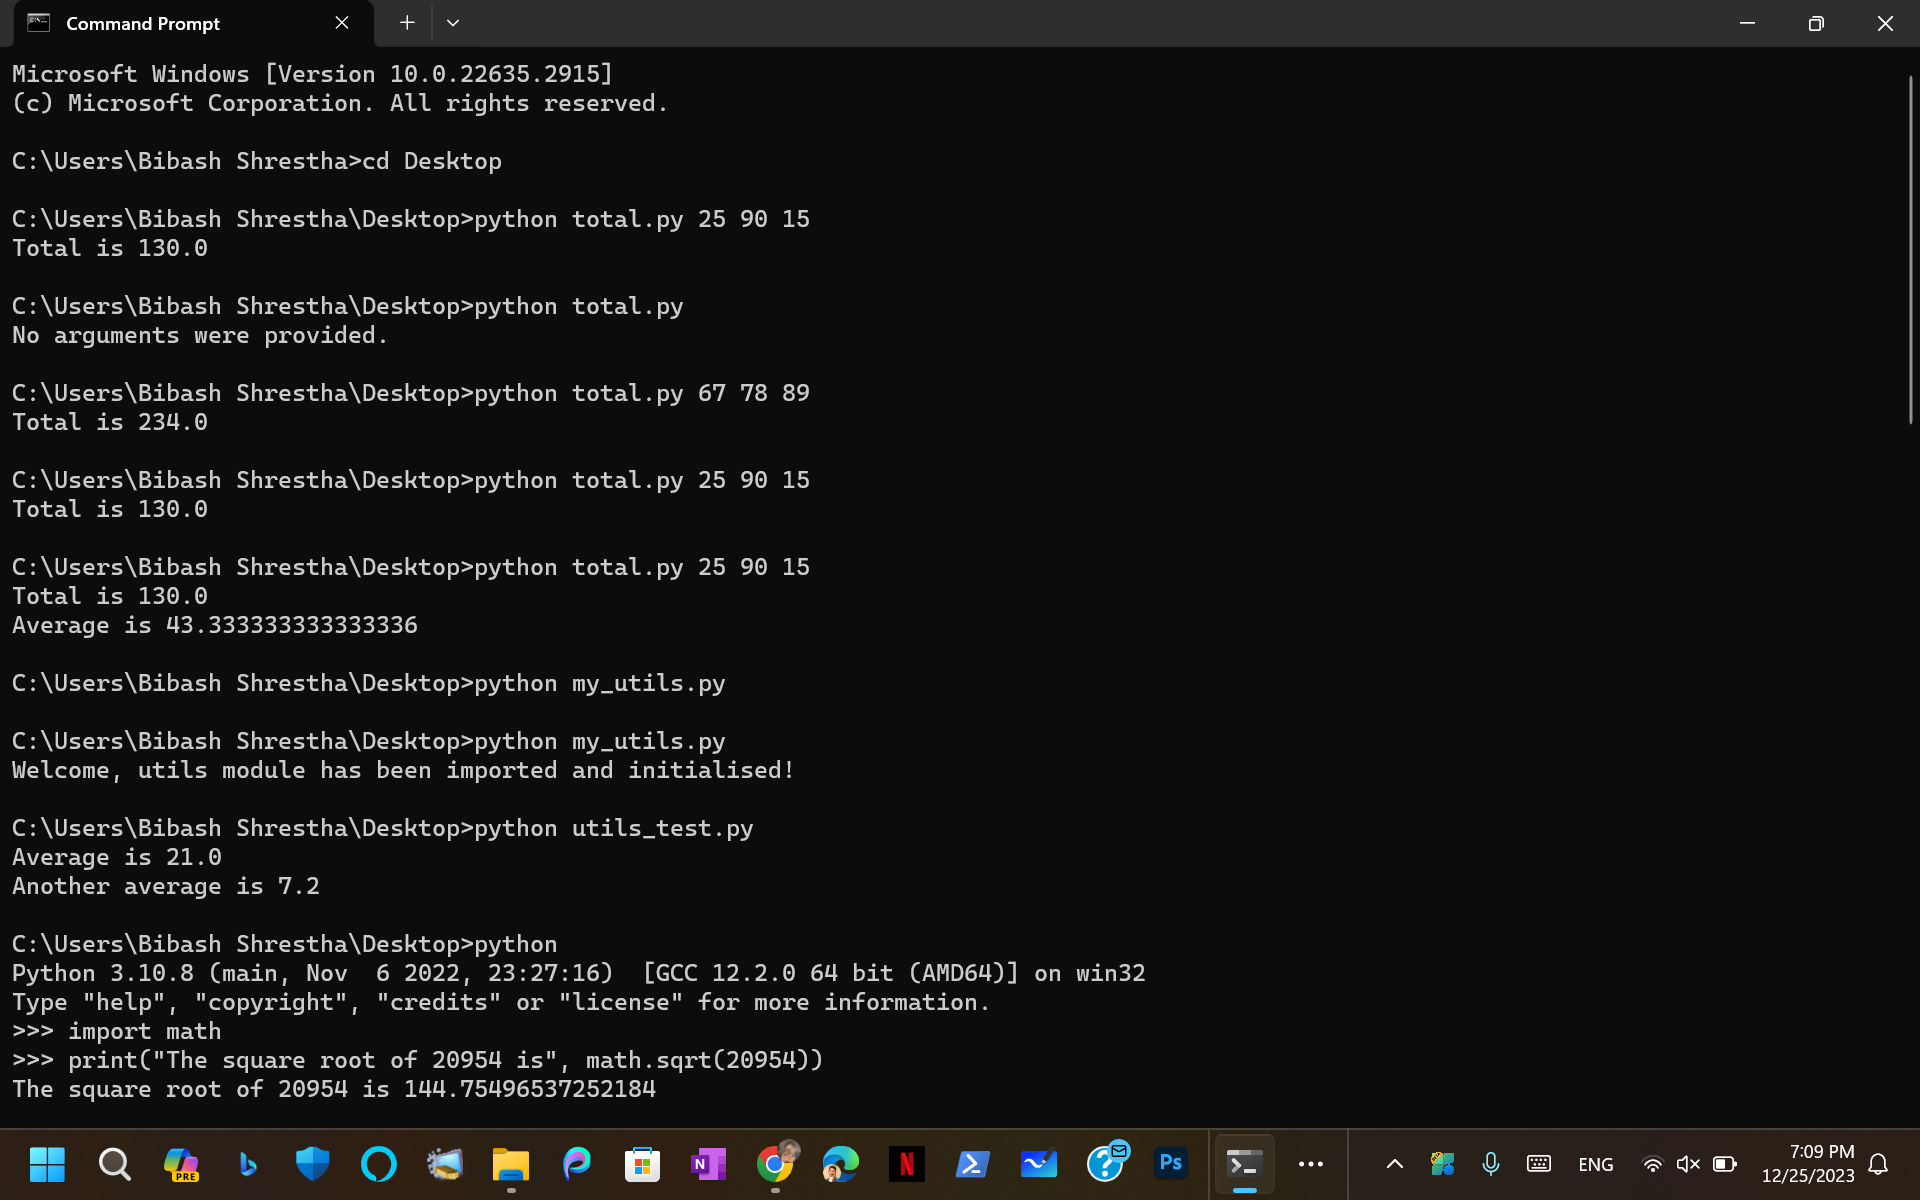 Command Prompt
Microsoft Windows [Version 10.0.22635.2915]
(c) Microsoft Corporation. All rights reserved.
C:\Users\Bibash Shrestha>cd Desktop
C:\Users\Bibash Shrestha\Desktop>python total.py 25 90 15
Total is 130.0
C:\Users\Bibash Shrestha\Desktop>python total.py
No arguments were provided.
C:\Users\Bibash Shrestha\Desktop>python total.py 67 78 89
Total is 234.0
C:\Users\Bibash Shrestha\Desktop>python total.py 25 90 15
Total is 130.0
C:\Users\Bibash Shrestha\Desktop>python total.py 25 90 15
Total is 130.0
Average is 43.333333333333336
C:\Users\Bibash Shrestha\Desktop>python my_utils.py
C:\Users\Bibash Shrestha\Desktop>python my_utils.py
Welcome, utils module has been imported and initialised!
C:\Users\Bibash Shrestha\Desktop>python utils_test.py
Average is 21.0
Another average is 7.2
C:\Users\Bibash Shrestha\Desktop>python
Python 3.10.8 (main, Nov  6 2022, 23:27:16)  [GCC 12.2.0 64 bit (AMD64)] on win32
Type "help", "copyright", "credits" or "license" for more information.
>>> import math
>>> print("The square root of 20954 is", math.sqrt(20954))
The square root of 20954 is 144.75496537252184
PRE
N
N
Ps
ENG
7:09 PM
12/25/2023